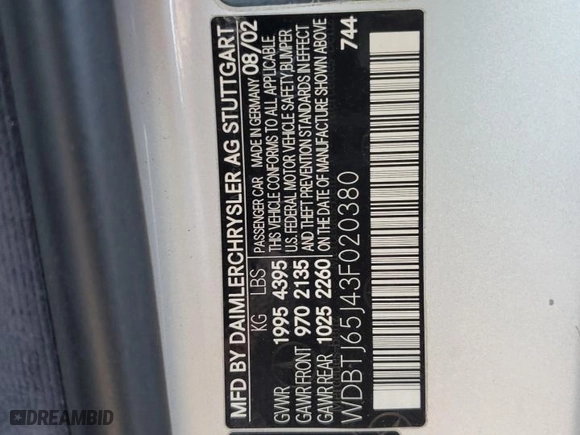 MFD BY DAIMLERCHRYSLER AG STUTTGART
KG LBS
GVWR 1995 4395
GAWR FRONT 970 2135
GAWR REAR 1025 2260
PASSENGER CAR MADE IN GERMANY 08/02
THIS VEHICLE CONFORMS TO ALL APPLICABLE
U.S. FEDERAL MOTOR VEHICLE SAFETY, BUMPER
AND THEFT PREVENTION STANDARDS IN EFFECT
ON THE DATE OF MANUFACTURE SHOWN ABOVE
744
WDBTJ65J43F020380
DREAMBID